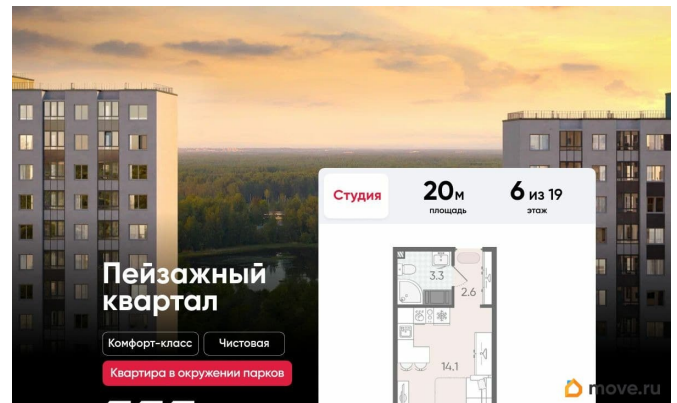 Студия
20м
площадь
6 из 19
этаж
Пейзажный
квартал
Комфорт-класс
Чистовая
Квартира в окружении парков
3.3
2.6
14.1
move.ru